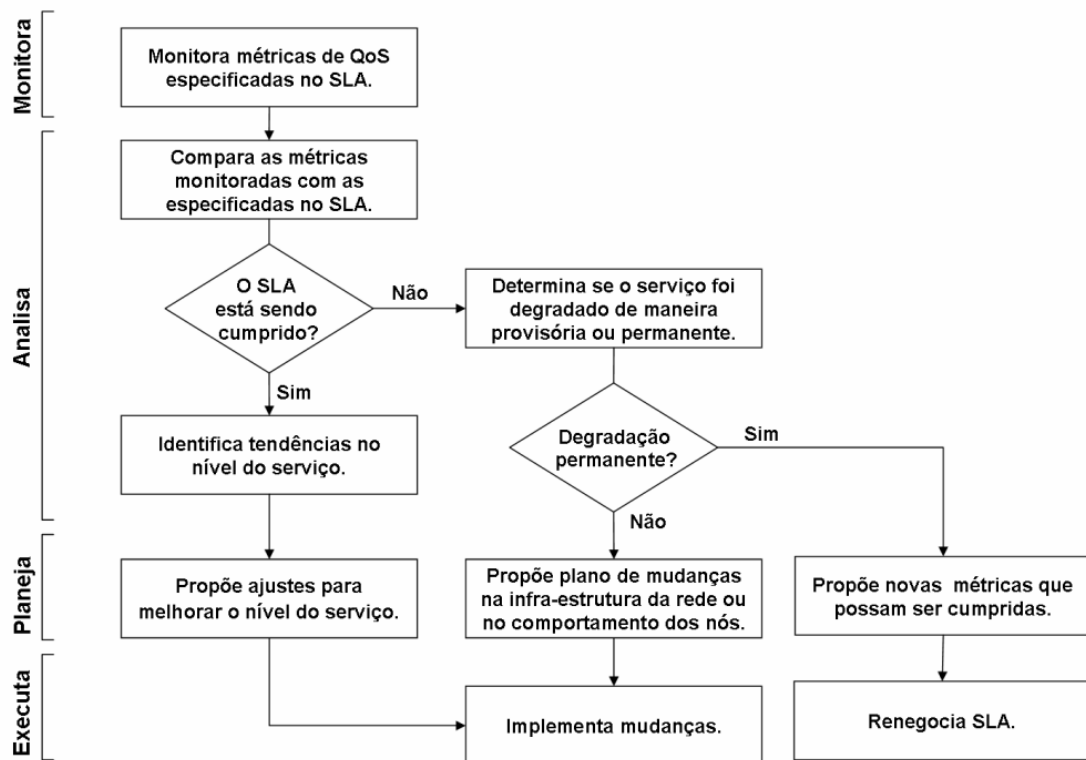 Monitora
Monitora métricas de QoS
especificadas no SLA.
Analisa
Compara as métricas
monitoradas com as
especificadas no SLA.
O SLA
está sendo
cumprido?
Não
Determina se o serviço foi
degradado de maneira
provisória ou permanente.
Sim
Identifica tendências no
nível do serviço.
Degradação
permanente?
Sim
Não
Planeja
Propõe ajustes para
melhorar o nível do serviço.
Propõe plano de mudanças
na infra-estrutura da rede ou
no comportamento dos nós.
Propõe novas métricas que
possam ser cumpridas.
Executa
Implementa mudanças.
Renegocia SLA.